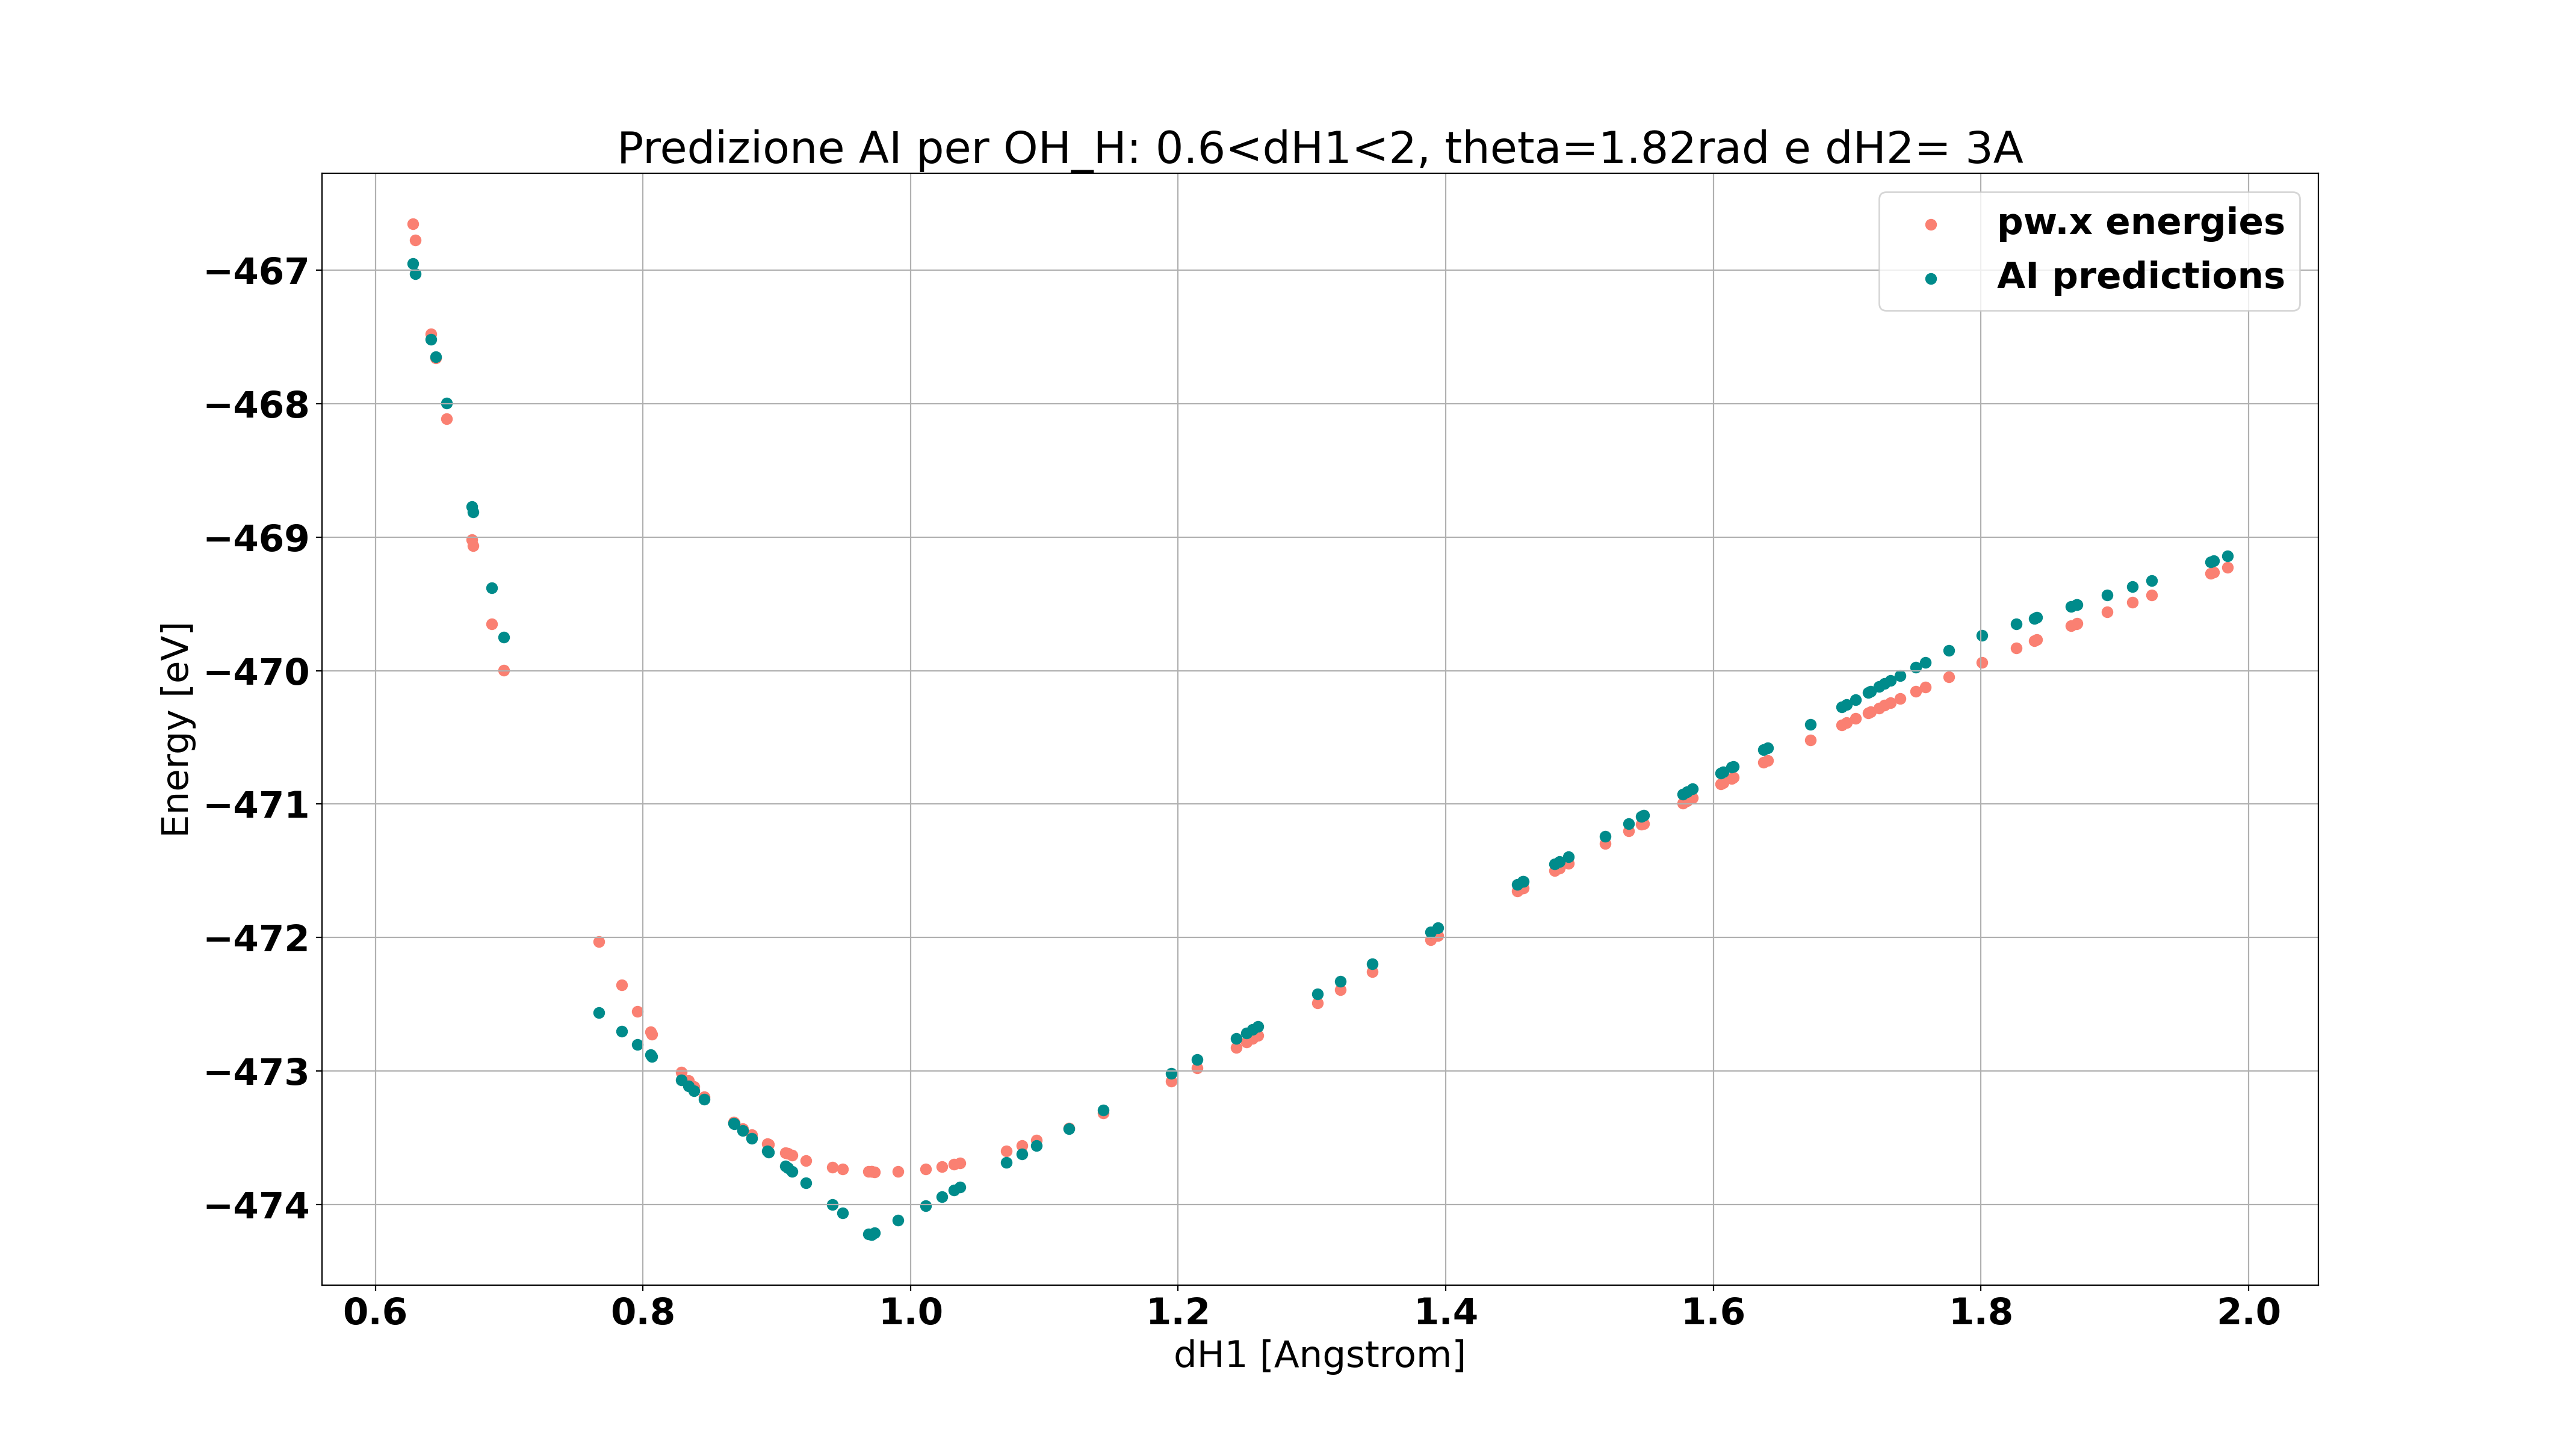 Predizione AI per OH_H: 0.6<dH1<2, theta=1.82rad e dH2= 3A
pw.x energies
AI predictions
Energy [eV]
−467
−468
−469
−470
−471
−472
−473
−474
0.6 0.8 1.0 1.2 1.4 1.6 1.8 2.0
dH1 [Angstrom]